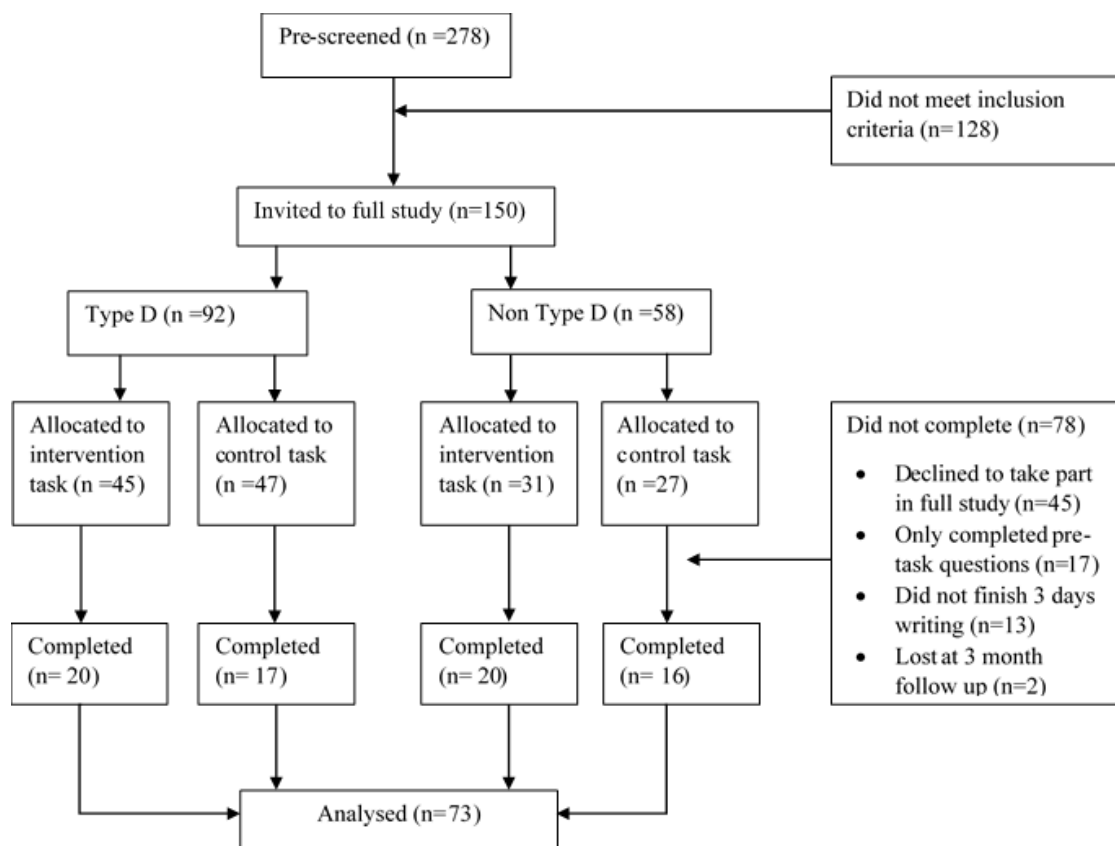 Pre-screened (n =278)
Did not meet inclusion
criteria (n=128)
Invited to full study (n=150)
Type D (n =92)
Non Type D (n =58)
Allocated to
intervention
task (n =45)
Allocated to
control task
(n =47)
Allocated to
intervention
task (n =31)
Allocated to
control task
(n =27)
Did not complete (n=78)
• Declined to take part
in full study (n=45)
• Only completed pre-
task questions (n=17)
• Did not finish 3 days
writing (n=13)
• Lost at 3 month
follow up (n=2)
Completed
(n= 20)
Completed
(n= 17)
Completed
(n= 20)
Completed
(n= 16)
Analysed (n=73)